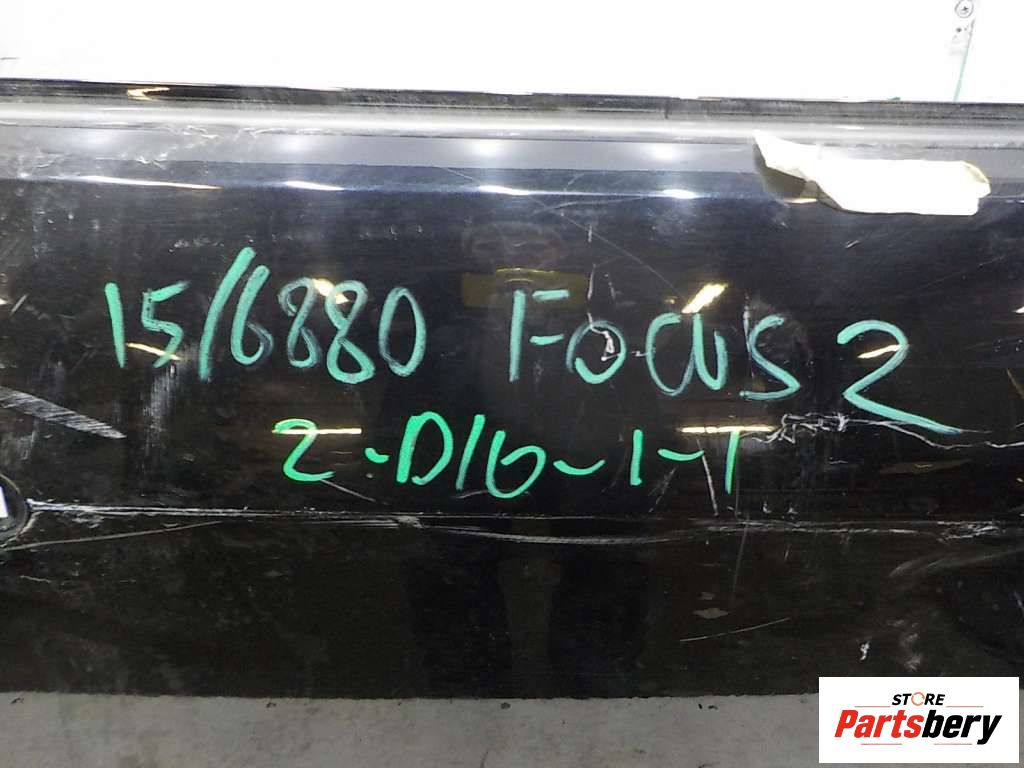 15/6880 FOCUS 2
2-D16-1-1
STORE
Partsbery